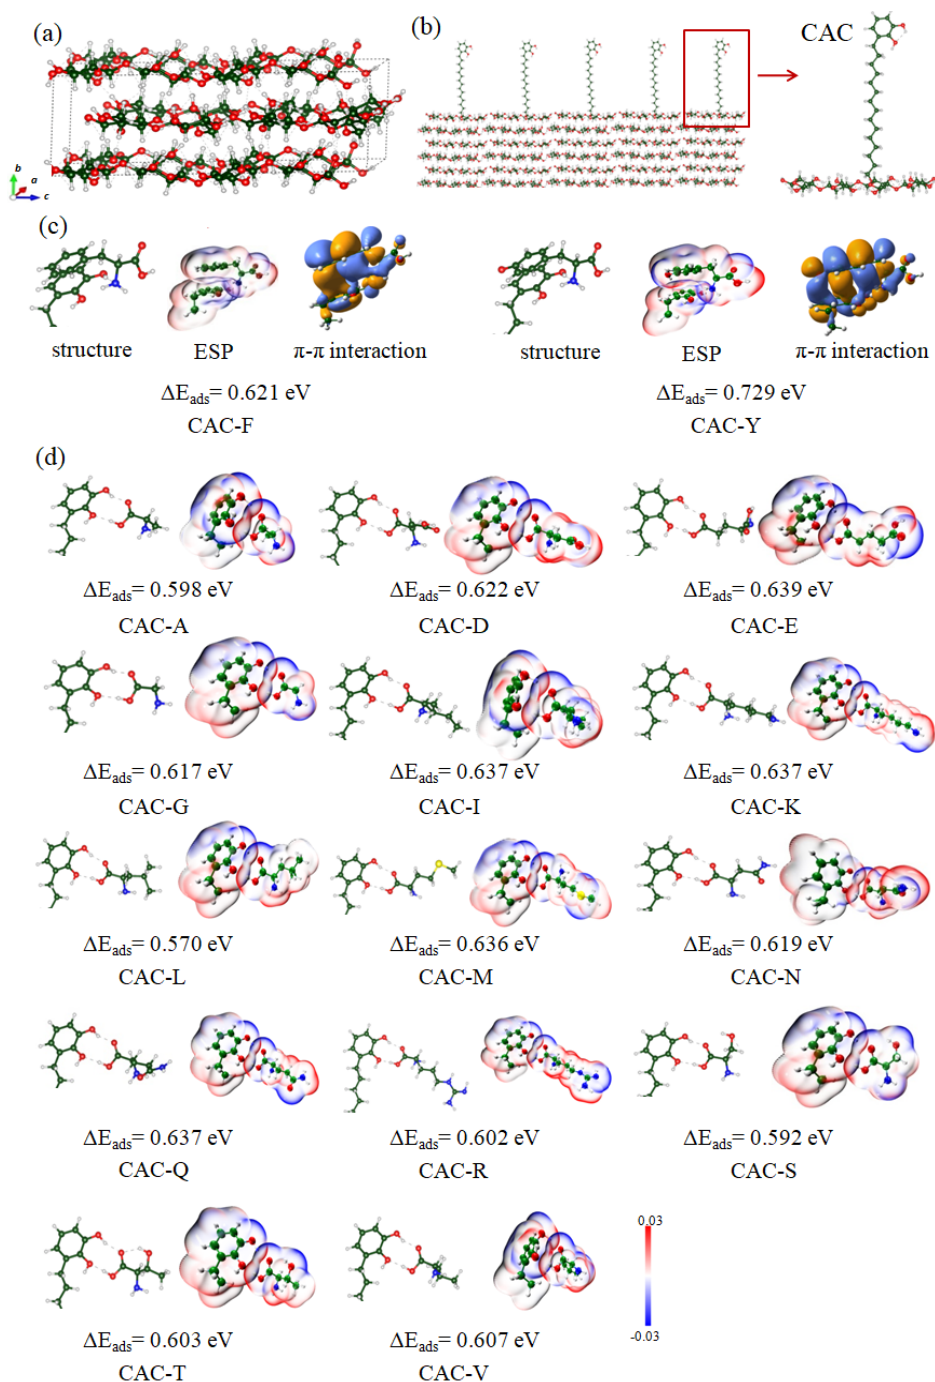 (a)
b
a
c
(b)
CAC
(c)
structure
ESP
π-π interaction
structure
ESP
π-π interaction
ΔEads= 0.621 eV
ΔEads= 0.729 eV
CAC-F
CAC-Y
(d)
ΔEads= 0.598 eV
ΔEads= 0.622 eV
ΔEads= 0.639 eV
CAC-A
CAC-D
CAC-E
ΔEads= 0.617 eV
ΔEads= 0.637 eV
ΔEads= 0.637 eV
CAC-G
CAC-I
CAC-K
ΔEads= 0.570 eV
ΔEads= 0.636 eV
ΔEads= 0.619 eV
CAC-L
CAC-M
CAC-N
ΔEads= 0.637 eV
ΔEads= 0.602 eV
ΔEads= 0.592 eV
CAC-Q
CAC-R
CAC-S
0.03
-0.03
ΔEads= 0.603 eV
ΔEads= 0.607 eV
CAC-T
CAC-V